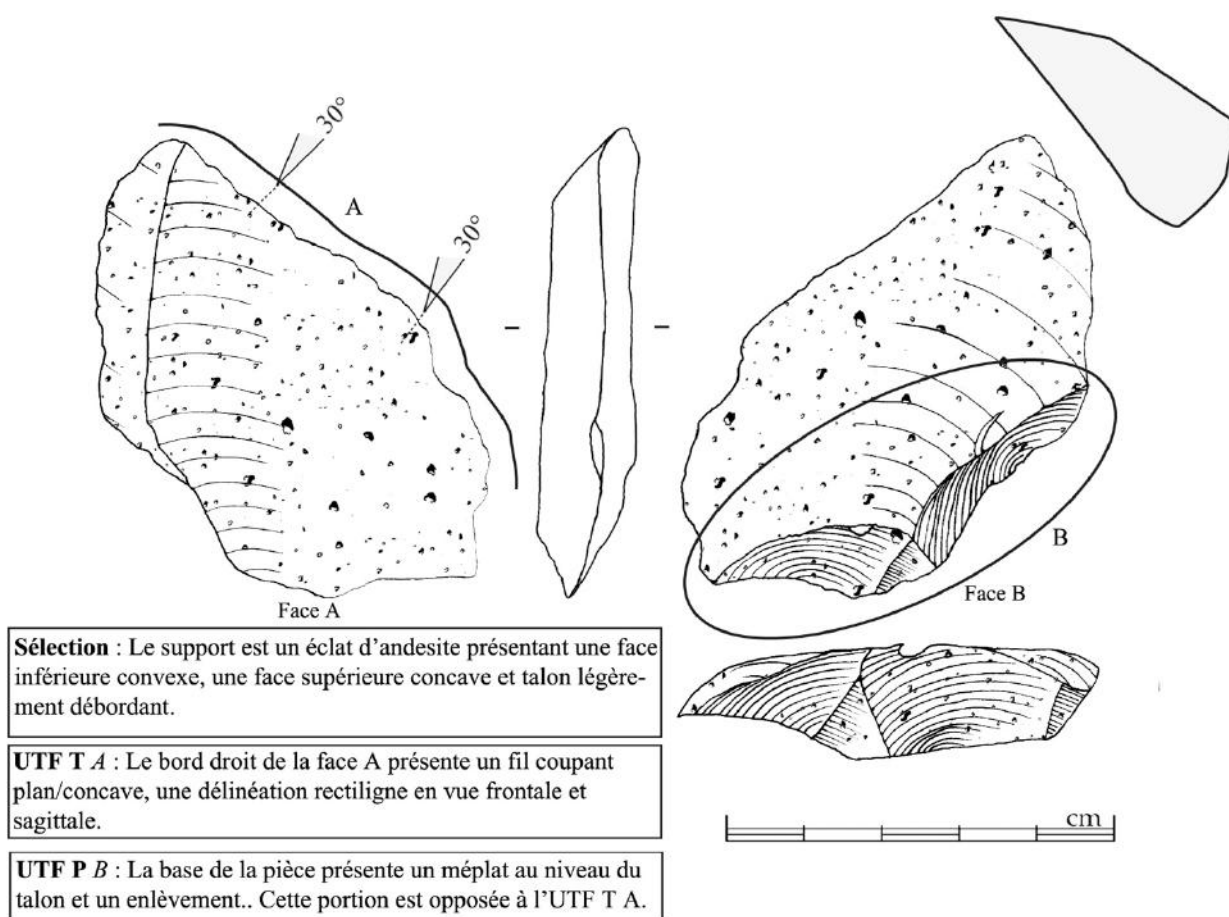 30°
A
30°
B
Face A
Face B
Sélection : Le support est un éclat d’andesite présentant une face
inférieure convexe, une face supérieure concave et talon légère-
ment débordant.
UTF T A : Le bord droit de la face A présente un fil coupant
plan/concave, une délinéation rectiligne en vue frontale et
sagittale.
cm
UTF P B : La base de la pièce présente un méplat au niveau du
talon et un enlèvement.. Cette portion est opposée à l’UTF T A.